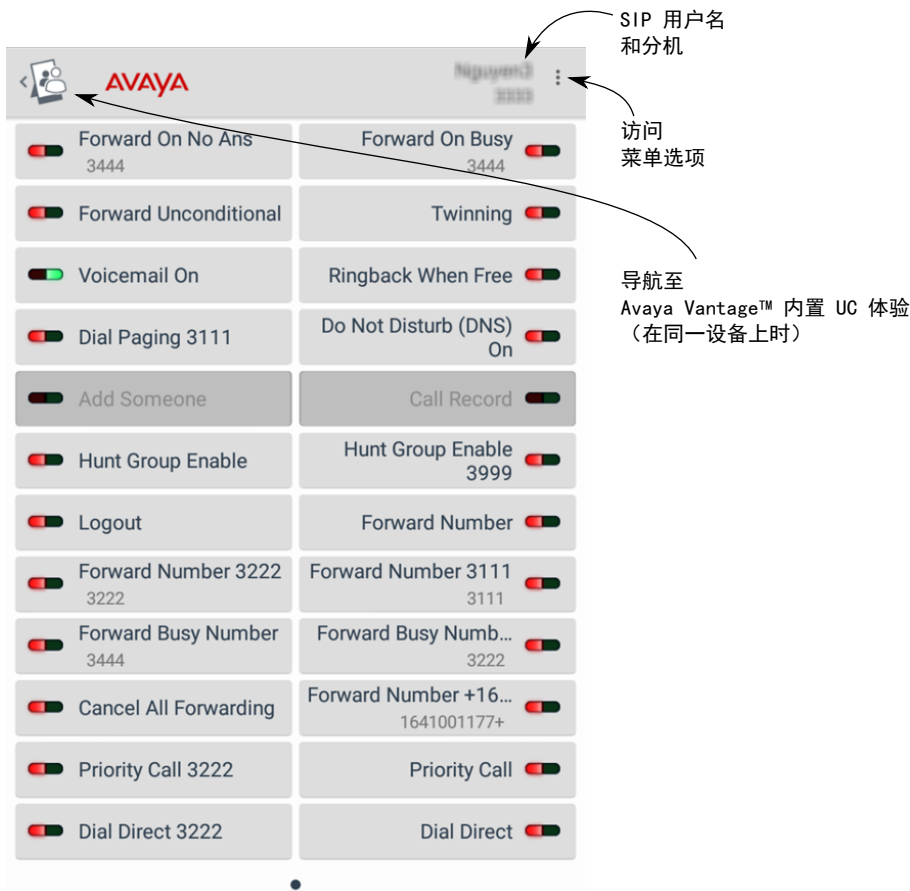 SIP 用户名
和分机
AVAYA
Nguyen3
3333
访问
菜单选项
导航至
Avaya Vantage™ 内置 UC 体验
（在同一设备上时）
Forward On No Ans
3444
Forward On Busy
3444
Forward Unconditional
Twinning
Voicemail On
Ringback When Free
Dial Paging 3111
Do Not Disturb (DNS)
On
Add Someone
Call Record
Hunt Group Enable
Hunt Group Enable
3999
Logout
Forward Number
Forward Number 3222
3222
Forward Number 3111
3111
Forward Busy Number
3444
Forward Busy Numb...
3222
Cancel All Forwarding
Forward Number +16...
1641001177+
Priority Call 3222
Priority Call
Dial Direct 3222
Dial Direct